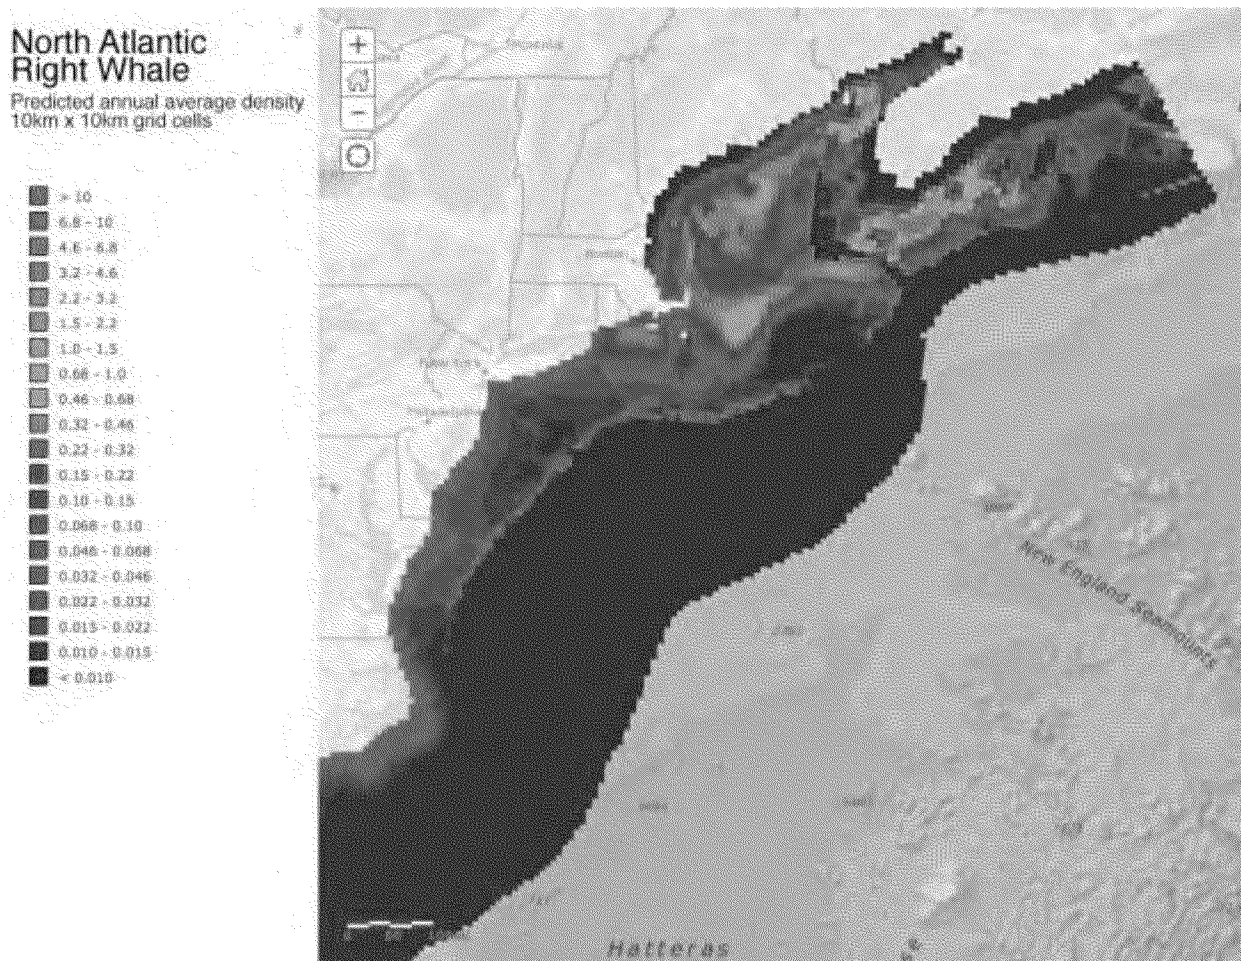 North Atlantic
Right Whale
Predicted annual average density
10km x 10km grid cells
> 10
6.8 - 10
4.6 - 6.8
3.2 - 4.6
2.2 - 3.2
1.5 - 2.2
1.0 - 1.5
0.68 - 1.0
0.46 - 0.68
0.32 - 0.46
0.22 - 0.32
0.15 - 0.22
0.10 - 0.15
0.068 - 0.10
0.046 - 0.068
0.032 - 0.046
0.022 - 0.032
0.015 - 0.022
0.010 - 0.015
< 0.010
+
−
Boston
New York
Philadelphia
New England Seamounts
Hatteras